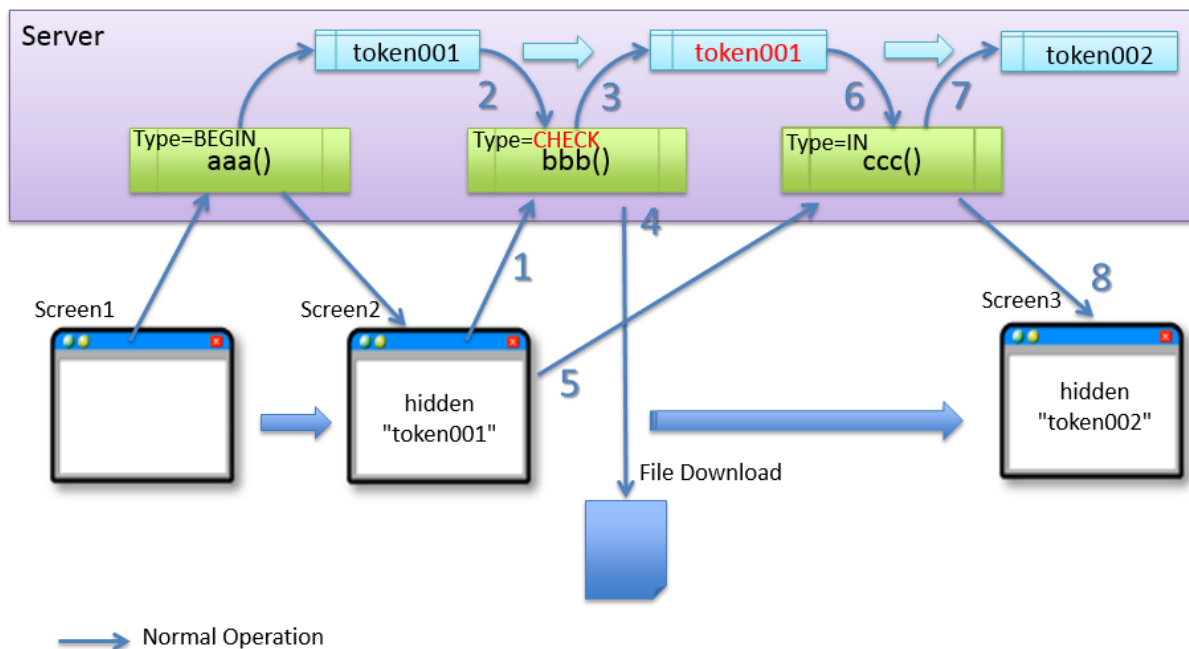 Server
token001
token001
token002
2
3
6
7
Type=BEGIN
aaa()
Type=CHECK
bbb()
Type=IN
ccc()
4
1
8
Screen1
Screen2
Screen3
5
hidden
"token001"
hidden
"token002"
File Download
Normal Operation